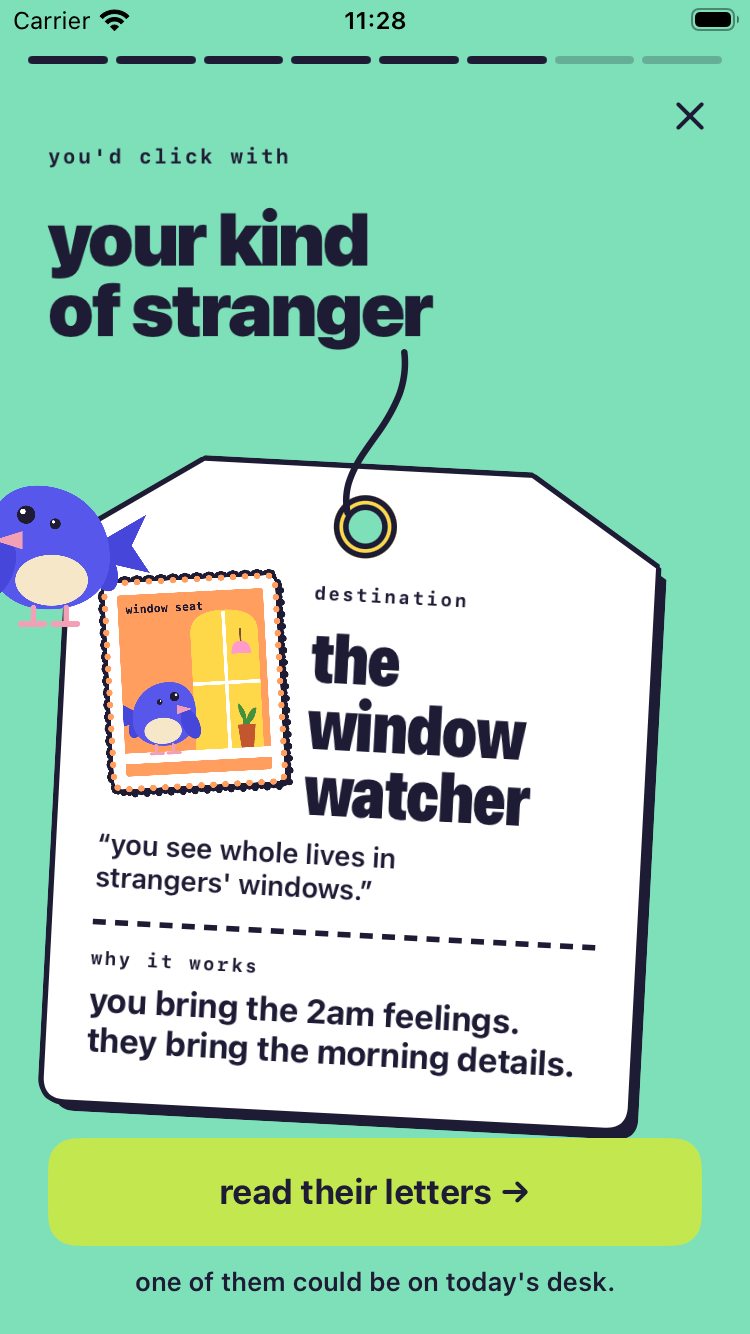 Carrier
11:28
you'd click with
your kind
of stranger
window seat
destination
the
window
watcher
“you see whole lives in
strangers' windows.”
why it works
you bring the 2am feelings.
they bring the morning details.
read their letters →
one of them could be on today's desk.